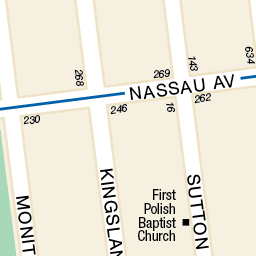 268
269
143
634
NASSAU AV
230
246
16
262
MONIT
KINGSLAN
SUTTON
First
Polish
Baptist
Church